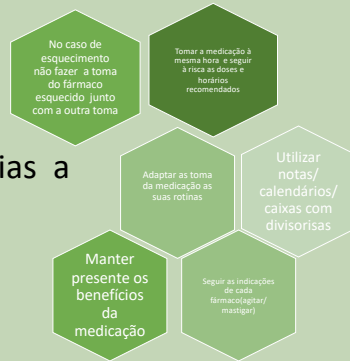 No caso de
esquecimento
não fazer a toma
do fármaco
esquecido junto
com a outra toma
Tomar a medicação à
mesma hora e seguir
à risca as doses e
horários
recomendados
ias a
Adaptar as toma
da medicação as
suas rotinas
Utilizar
notas/
calendários/
caixas com
divisorisas
Manter
presente os
benefícios
da
medicação
Seguir as indicações
de cada
fármaco(agitar/
mastigar)